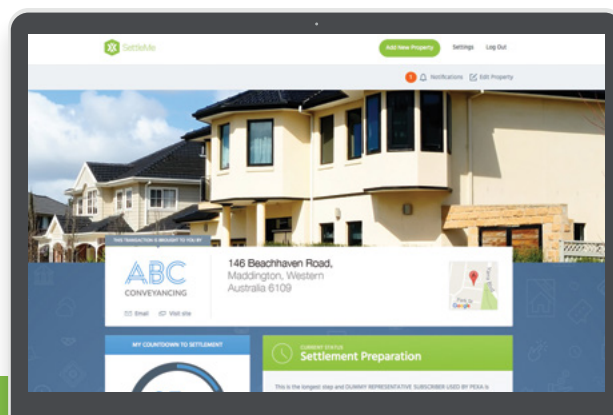 SettleMe
Add New Property Settings Log Out
1 Notifications Edit Property
THIS TRANSACTION IS BROUGHT TO YOU BY
ABC
CONVEYANCING
Email Visit site
146 Beachhaven Road,
Maddington, Western
Australia 6109
Google
MY COUNTDOWN TO SETTLEMENT
CURRENT STATUS
Settlement Preparation
This is the longest step and DUMMY REPRESENTATIVE SUBSCRIBER USED BY PEXA is